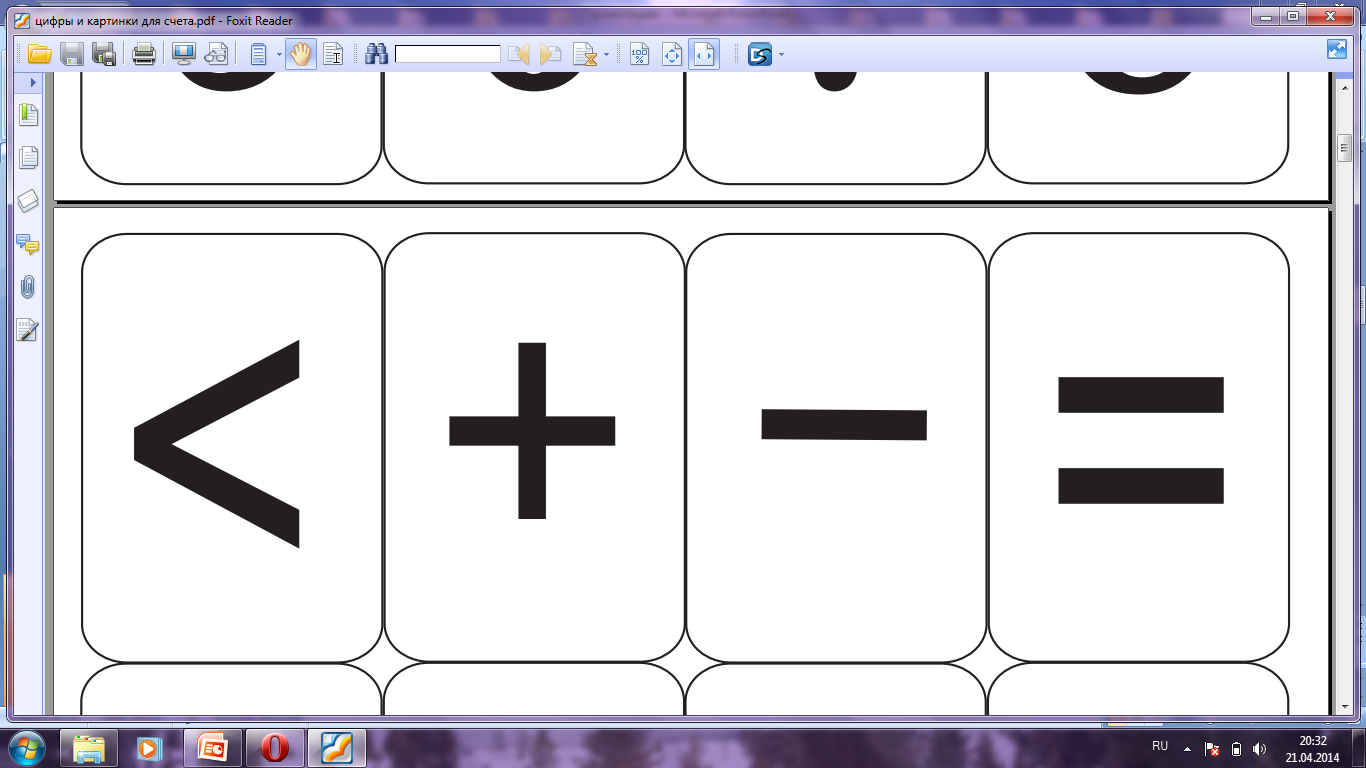 цифры и картинки для счета.pdf - Foxit Reader
< + − =
RU
20:32
21.04.2014